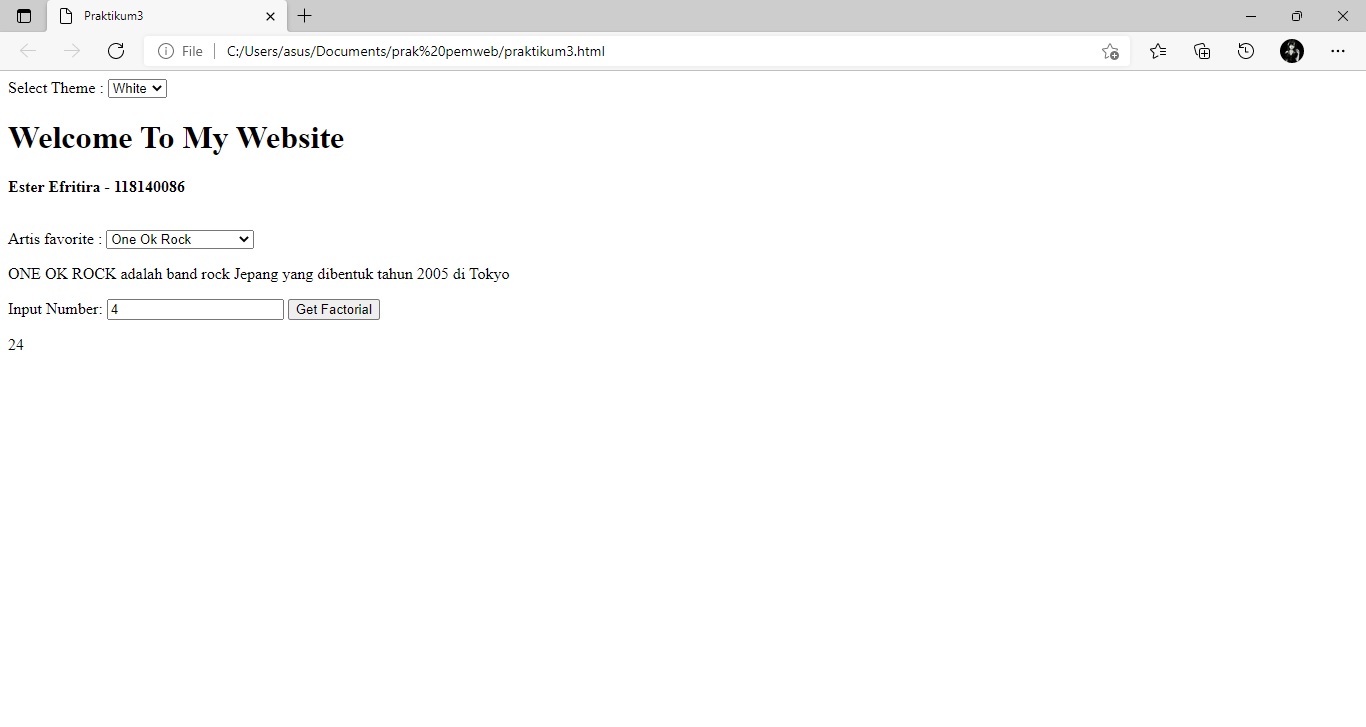 Praktikum3
File
C:/Users/asus/Documents/prak%20pemweb/praktikum3.html
Select Theme : White
Welcome To My Website
Ester Efritira - 118140086
Artis favorite : One Ok Rock
ONE OK ROCK adalah band rock Jepang yang dibentuk tahun 2005 di Tokyo
Input Number: 4 Get Factorial
24